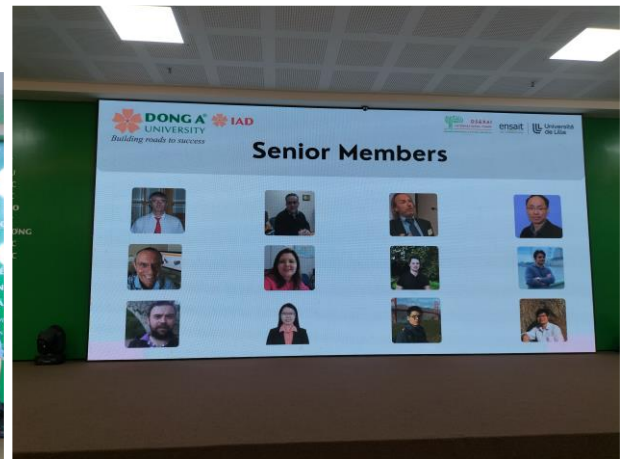 DONG A
UNIVERSITY
IAD
Building roads to success
ensait
Université
de Lille
Senior Members